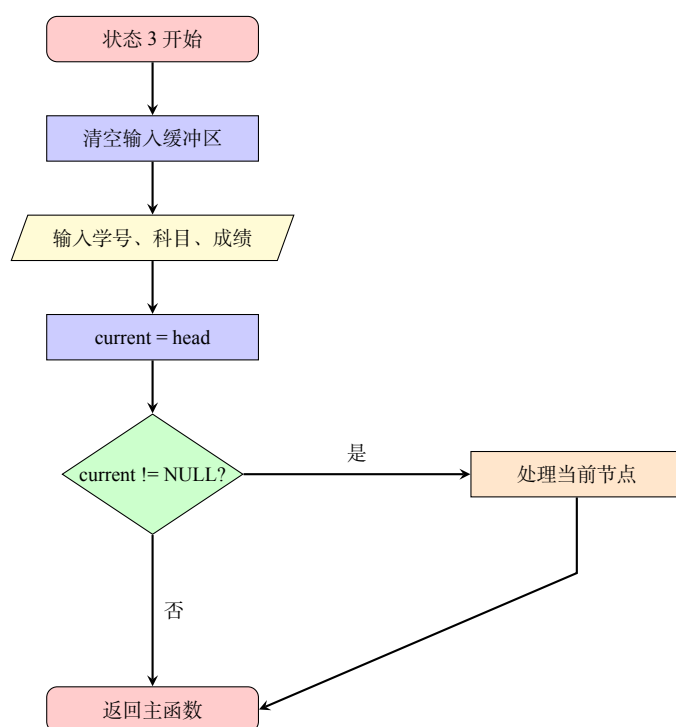 状态 3 开始
清空输入缓冲区
输入学号、科目、成绩
current = head
current != NULL?
是
处理当前节点
否
返回主函数